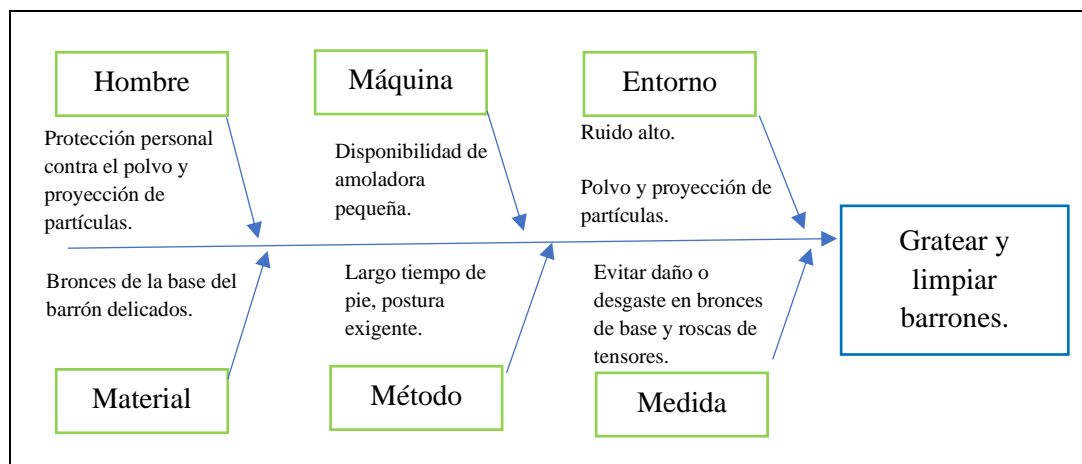 Hombre
Máquina
Entorno
Protección personal
contra el polvo y
proyección de
partículas.
Disponibilidad de
amoladora
pequeña.
Ruido alto.
Polvo y proyección de
partículas.
Gratear y
limpiar
barrones.
Bronces de la base del
barrón delicados.
Largo tiempo de
pie, postura
exigente.
Evitar daño o
desgaste en bronces
de base y roscas de
tensores.
Material
Método
Medida